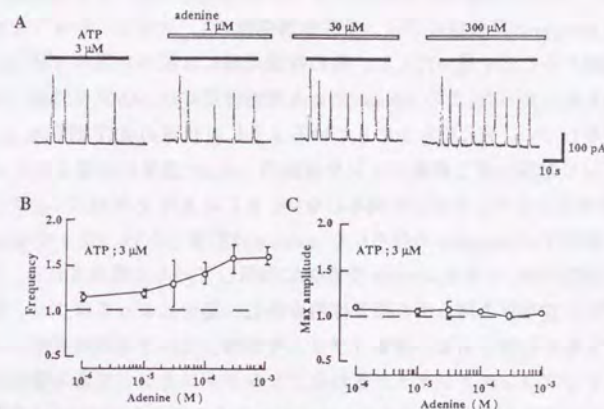 A
adenine
ATP
3 µM
1 µM
30 µM
300 µM
100 pA
10 s
B
2.0
1.5
1.0
0.5
Frequency
ATP ; 3 µM
10⁻⁶
10⁻⁵
10⁻⁴
10⁻³
Adenine ( M )
C
2.0
1.5
1.0
0.5
Max amplitude
ATP ; 3 µM
10⁻⁶
10⁻⁵
10⁻⁴
10⁻³
Adenine ( M )